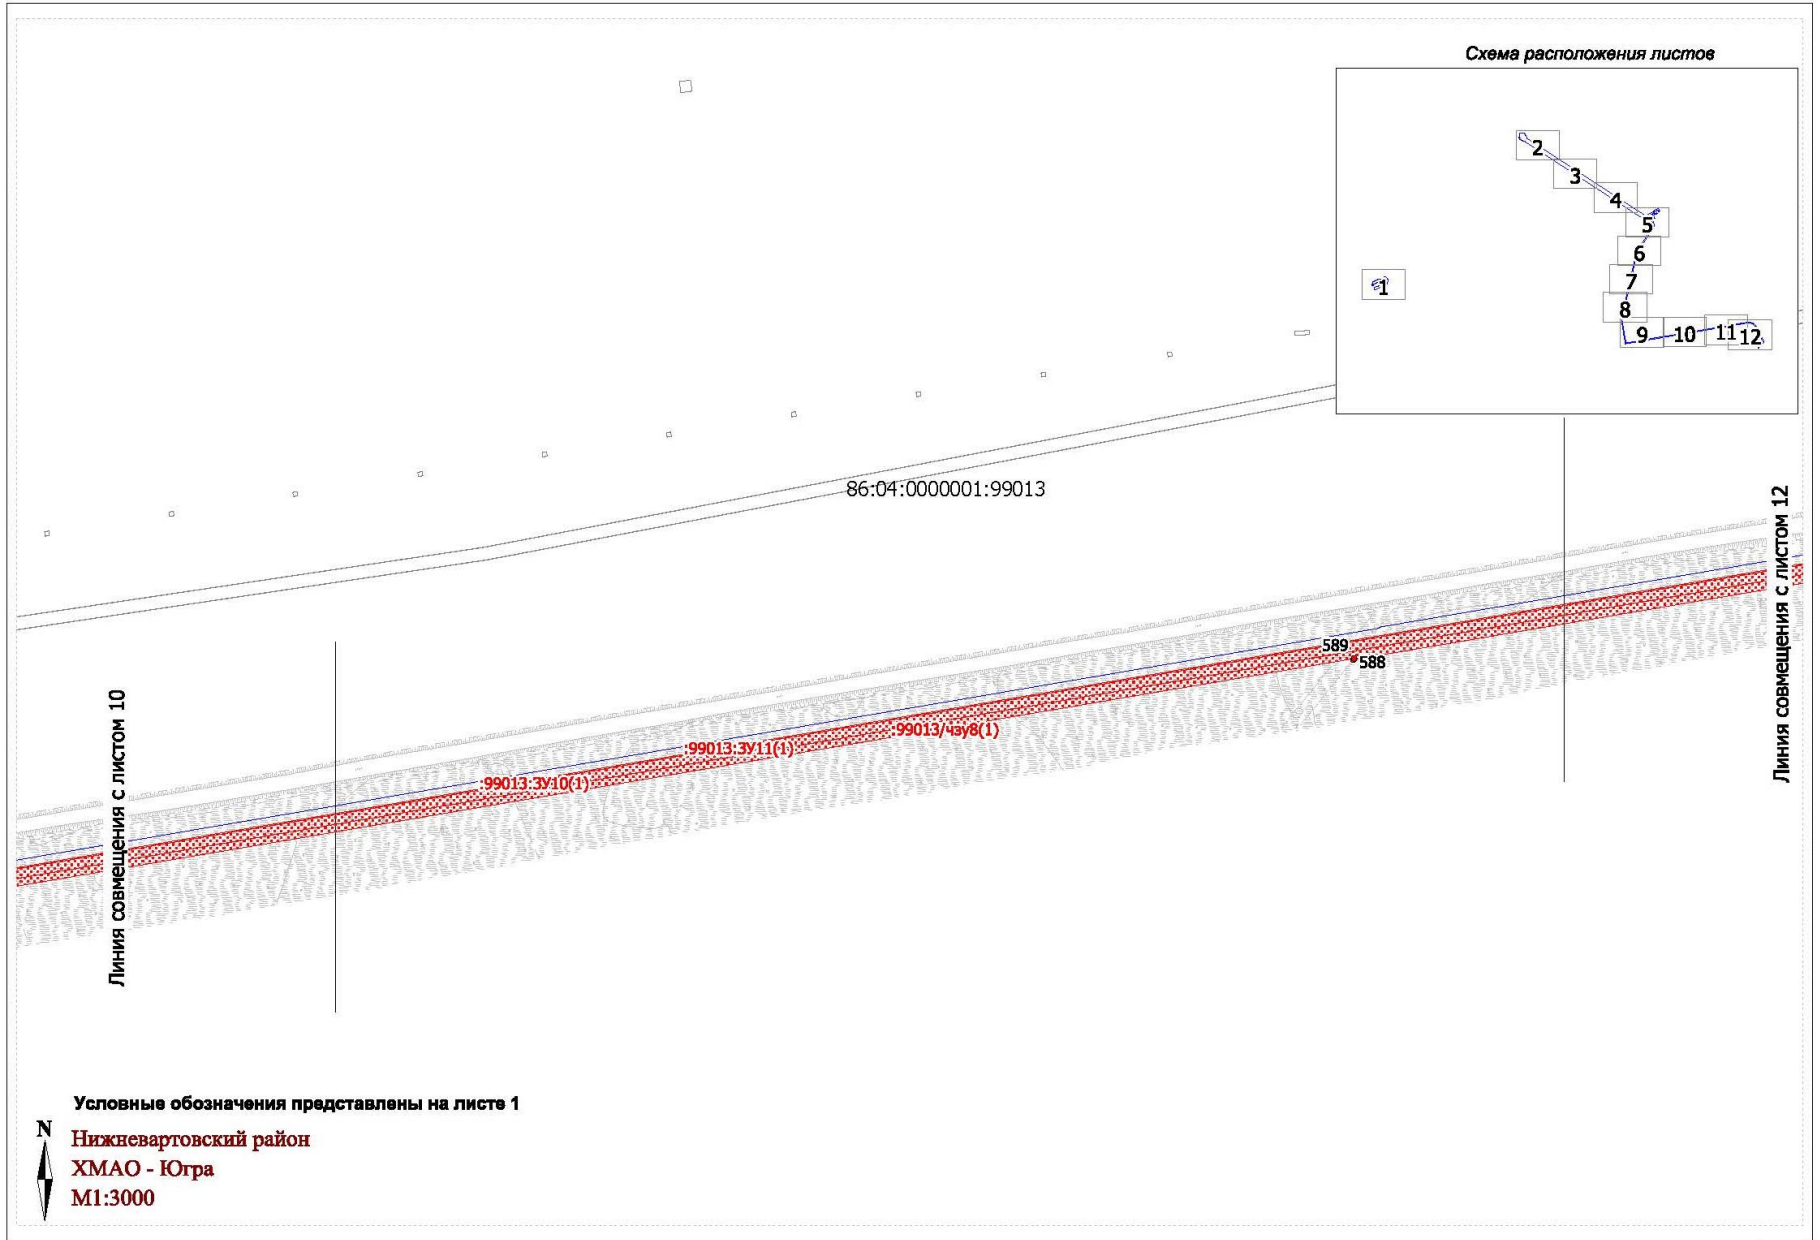 Схема расположения листов
2
3
4
5
6
7
1
8
9
10
11
12
86:04:0000001:99013
Линия совмещения с листом 12
589
588
Линия совмещения с листом 10
:99013/чзу8(1)
:99013:ЗУ11(1)
:99013:ЗУ10(1)
Условные обозначения представлены на листе 1
N
Нижневартовский район
ХМАО - Югра
М1:3000